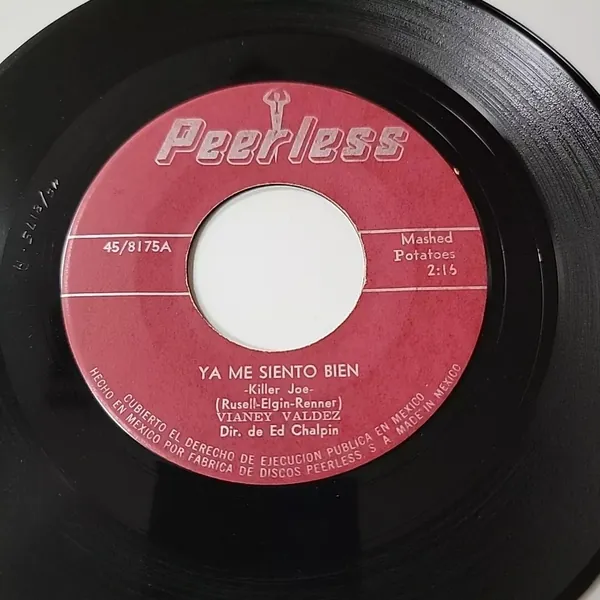 Peerless
45/8175A
Mashed
Potatoes
2:16
YA ME SIENTO BIEN
-Killer Joe-
(Rusell-Elgin-Renner)
VIANEY VALDEZ
Dir. de Ed Chalpin
CUBIERTO EL DERECHO DE EJECUCION PUBLICA EN MEXICO -
HECHO EN MEXICO POR FABRICA DE DISCOS PEERLESS S A MADE IN MEXICO